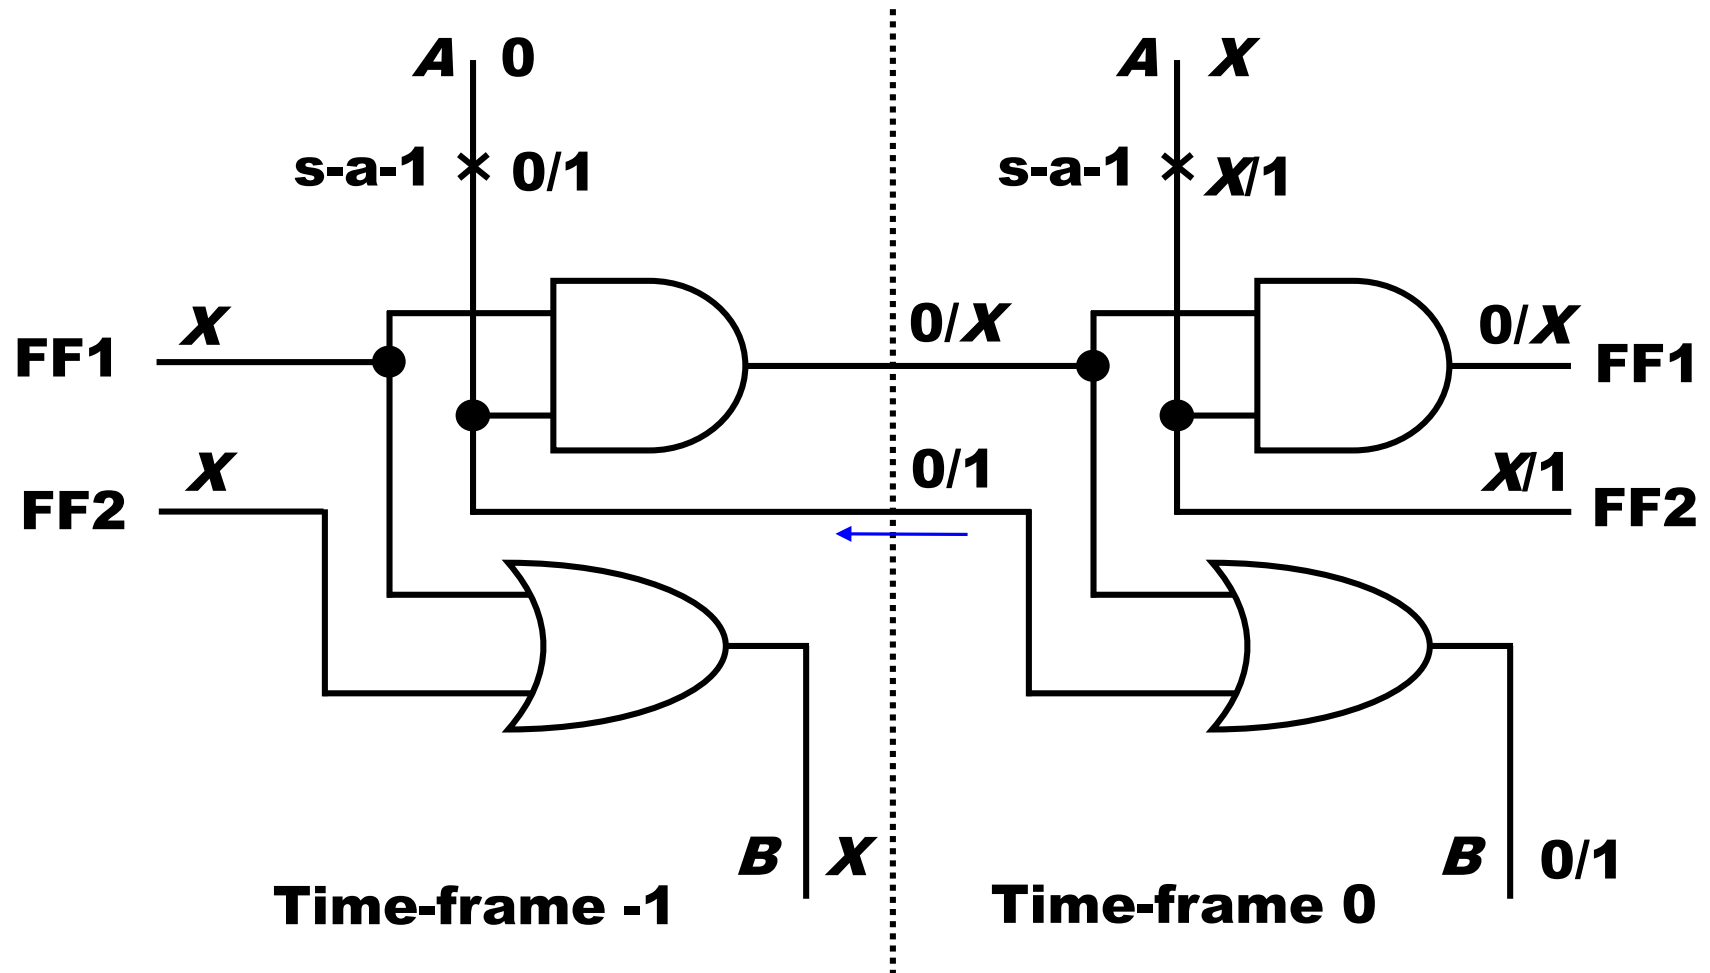 A 0
A X
s-a-1 0/1
s-a-1 X/1
FF1 X
0/X
0/X FF1
FF2 X
0/1
X/1 FF2
B X
B 0/1
Time-frame -1
Time-frame 0